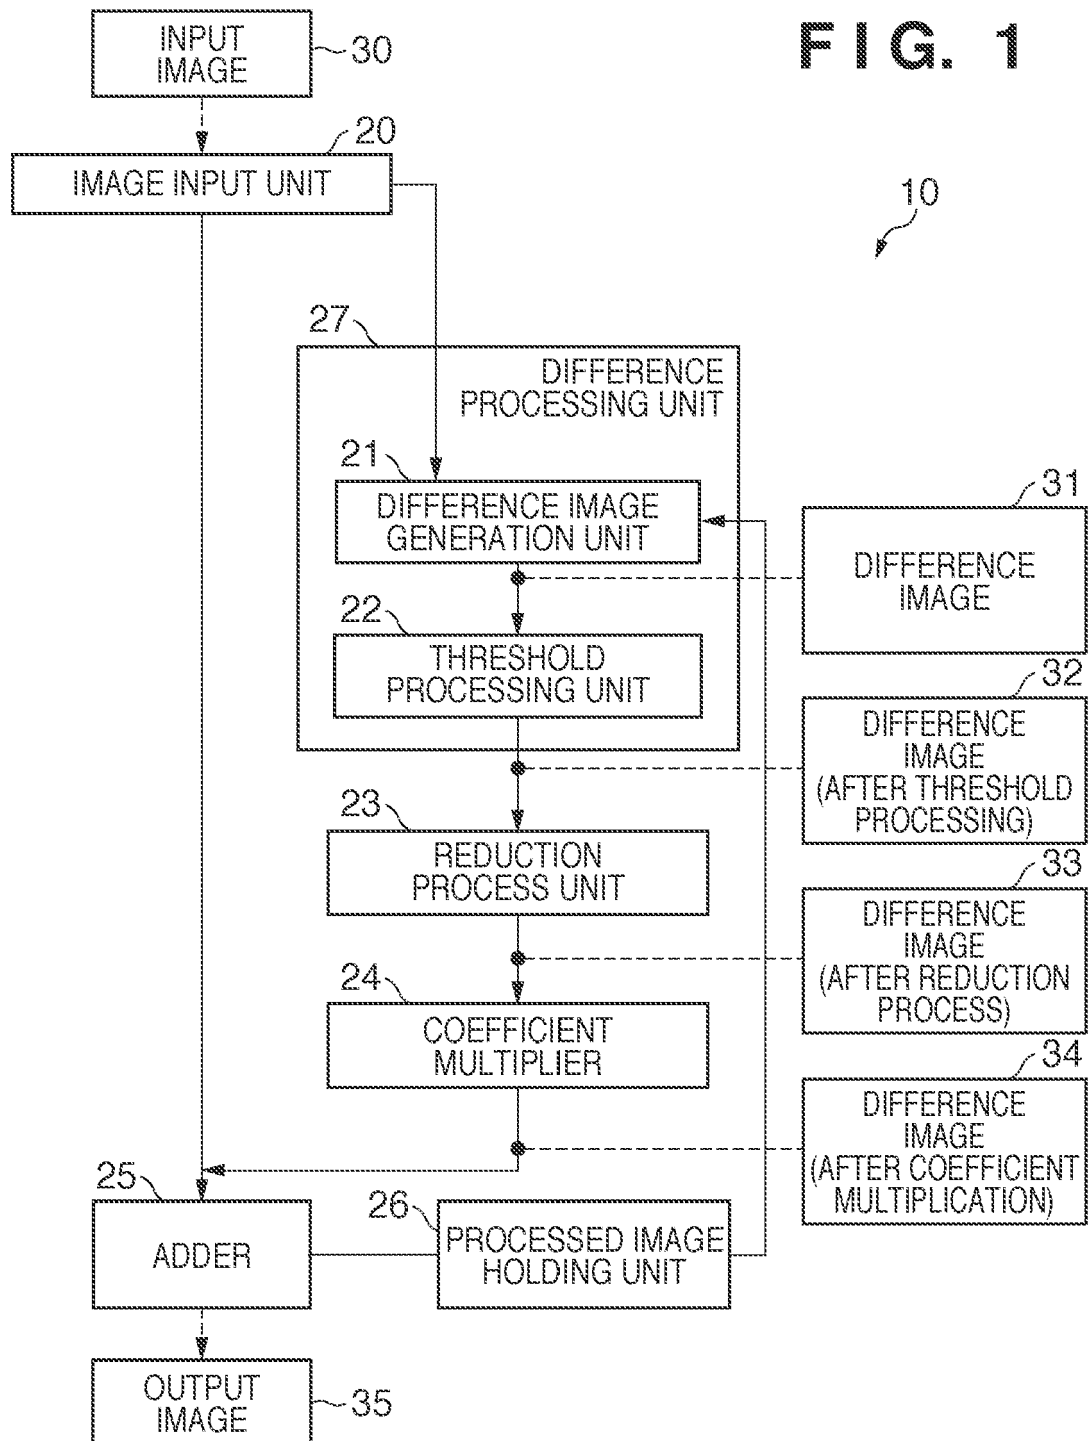 FIG. 1
INPUT
IMAGE
30
20
IMAGE INPUT UNIT
10
27
DIFFERENCE
PROCESSING UNIT
21
DIFFERENCE IMAGE
GENERATION UNIT
31
DIFFERENCE
IMAGE
22
THRESHOLD
PROCESSING UNIT
32
DIFFERENCE
IMAGE
(AFTER THRESHOLD
PROCESSING)
23
REDUCTION
PROCESS UNIT
33
DIFFERENCE
IMAGE
(AFTER REDUCTION
PROCESS)
24
COEFFICIENT
MULTIPLIER
34
DIFFERENCE
IMAGE
(AFTER COEFFICIENT
MULTIPLICATION)
25
ADDER
26
PROCESSED IMAGE
HOLDING UNIT
OUTPUT
IMAGE
35